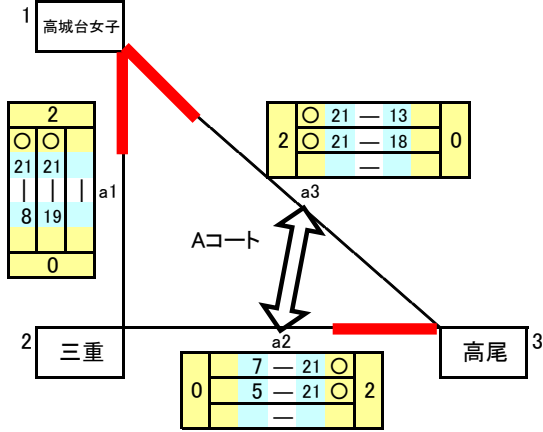 1 高城台女子
2
○ ○
21 21
| | |
8 19
0
a1
2 ○ 21 — 13 0
○ 21 — 18
—
a3
Aコート
2 三重
a2
高尾 3
0 7 — 21 ○ 2
5 — 21 ○
—